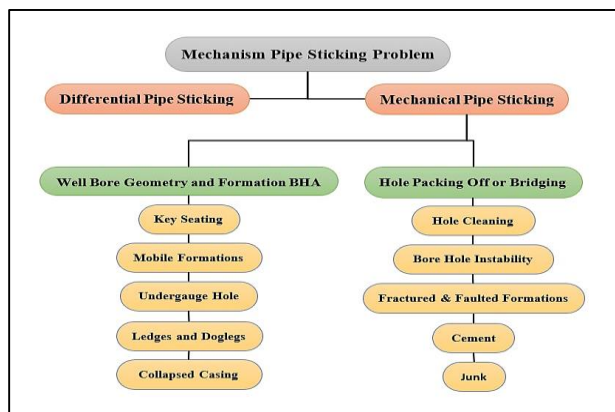 Mechanism Pipe Sticking Problem
Differential Pipe Sticking
Mechanical Pipe Sticking
Well Bore Geometry and Formation BHA
Key Seating
Mobile Formations
Undergauge Hole
Ledges and Doglegs
Collapsed Casing
Hole Packing Off or Bridging
Hole Cleaning
Bore Hole Instability
Fractured & Faulted Formations
Cement
Junk